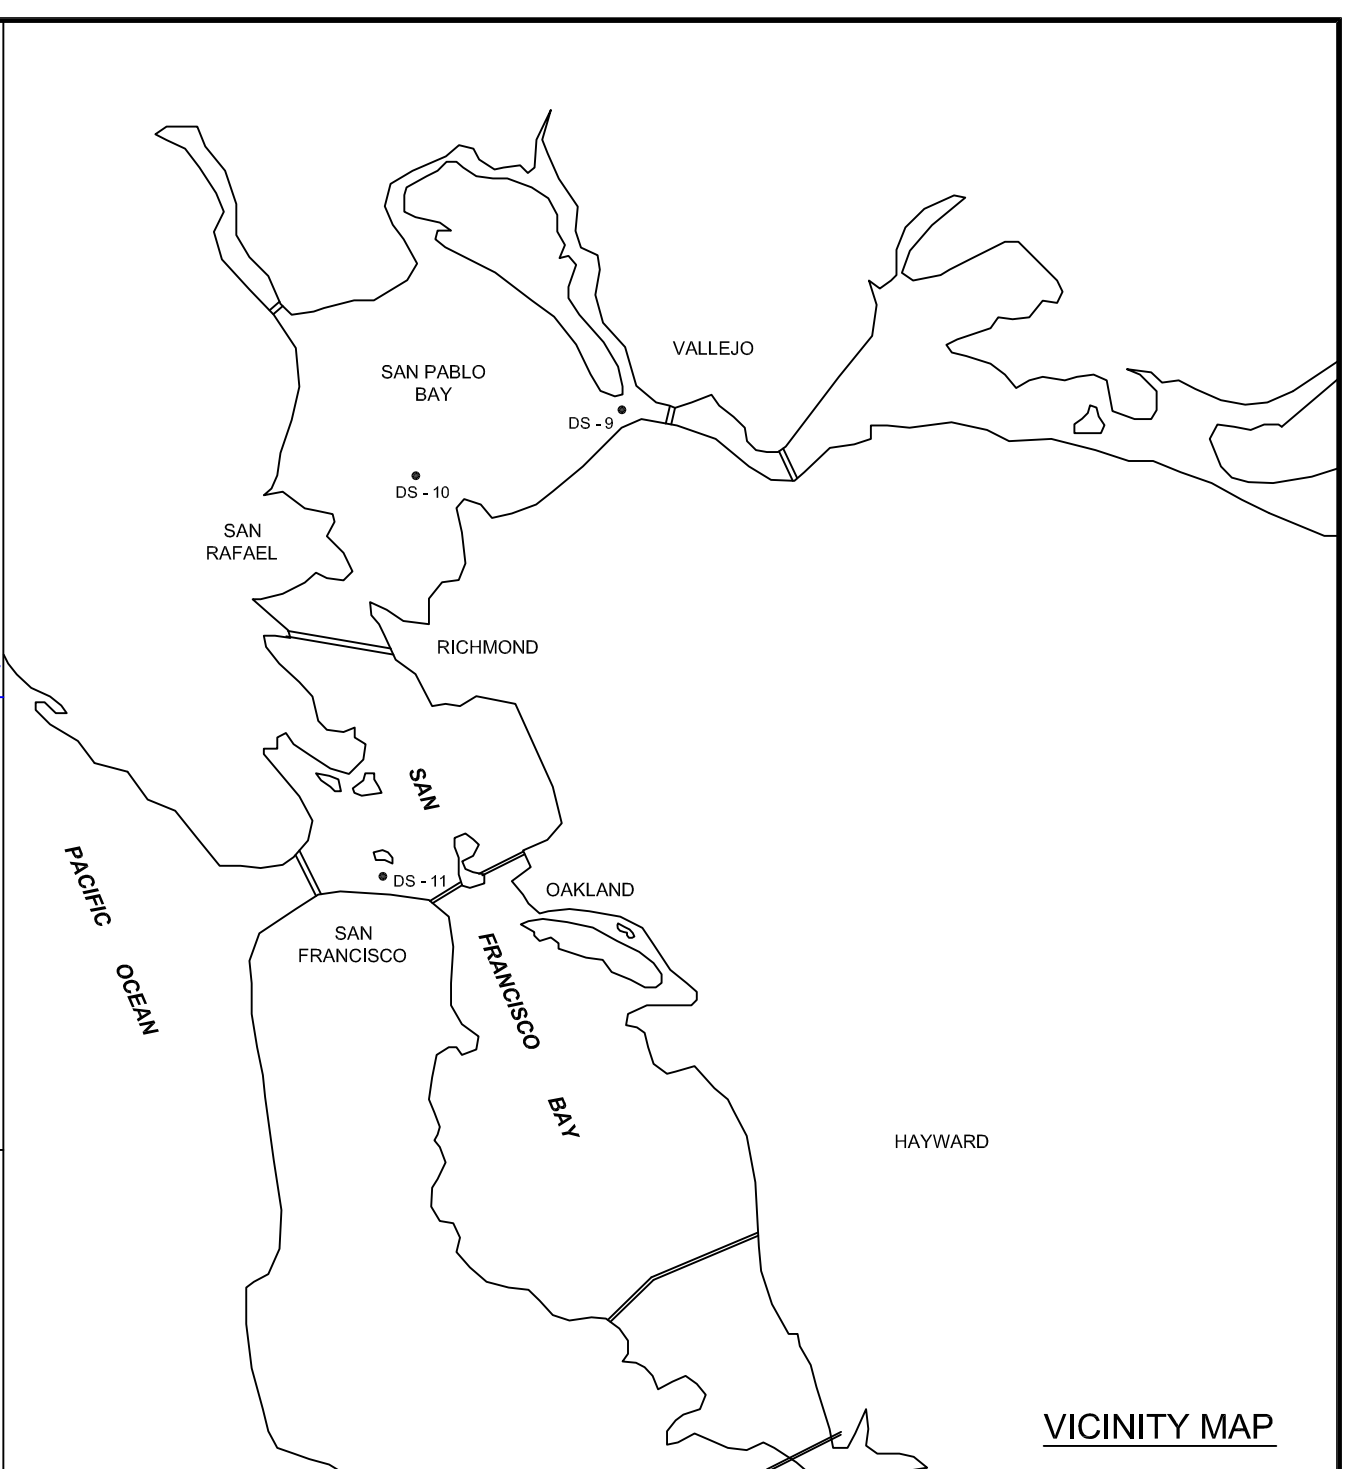 VALLEJO
SAN PABLO
BAY
DS - 9
DS - 10
SAN
RAFAEL
RICHMOND
SAN
FRANCISCO
BAY
PACIFIC
OCEAN
DS - 11
OAKLAND
SAN
FRANCISCO
HAYWARD
VICINITY MAP